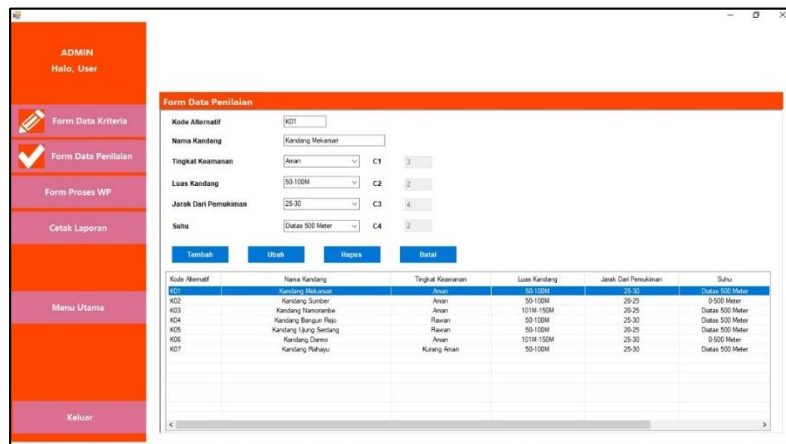 ADMIN
Halo, User
Form Data Kriteria
Form Data Penilaian
Form Proses WP
Cetak Laporan
Menu Utama
Keluar
Form Data Penilaian
Kode Alternatif K01
Nama Kandang Kandang Mekarsari
Tingkat Keamanan Aman C1 3
Luas Kandang 50-100M C2 2
Jarak Dari Pemukiman 25-30 C3 4
Suhu Diatas 500 Meter C4 2
Tambah Ubah Hapus Batal
Kode Alternatif Nama Kandang Tingkat Keamanan Luas Kandang Jarak Dari Pemukiman Suhu
K01 Kandang Mekarsari Aman 50-100M 25-30 Diatas 500 Meter
K02 Kandang Sumber Aman 50-100M 20-25 0-500 Meter
K03 Kandang Namorambe Aman 101M-150M 20-25 Diatas 500 Meter
K04 Kandang Bangun Rejo Rawan 50-100M 25-30 Diatas 500 Meter
K05 Kandang Ujung Serdang Rawan 50-100M 20-25 Diatas 500 Meter
K06 Kandang Darmo Aman 101M-150M 25-30 0-500 Meter
K07 Kandang Rahayu Kurang Aman 50-100M 25-30 Diatas 500 Meter